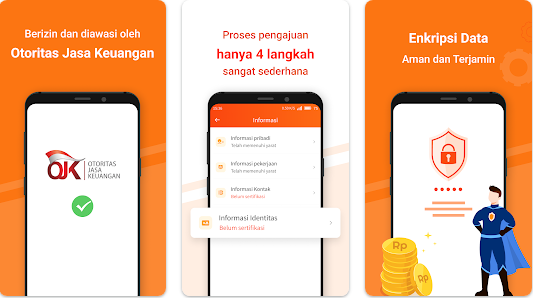 Berizin dan diawasi oleh
Otoritas Jasa Keuangan
OJK
OTORITAS
JASA
KEUANGAN
Proses pengajuan
hanya 4 langkah
sangat sederhana
Informasi
Informasi pribadi
Telah memenuhi syarat
Informasi pekerjaan
Telah memenuhi syarat
Informasi Kontak
Belum sertifikasi
Informasi Identitas
Belum sertifikasi
Enkripsi Data
Aman dan Terjamin
Rp
Rp